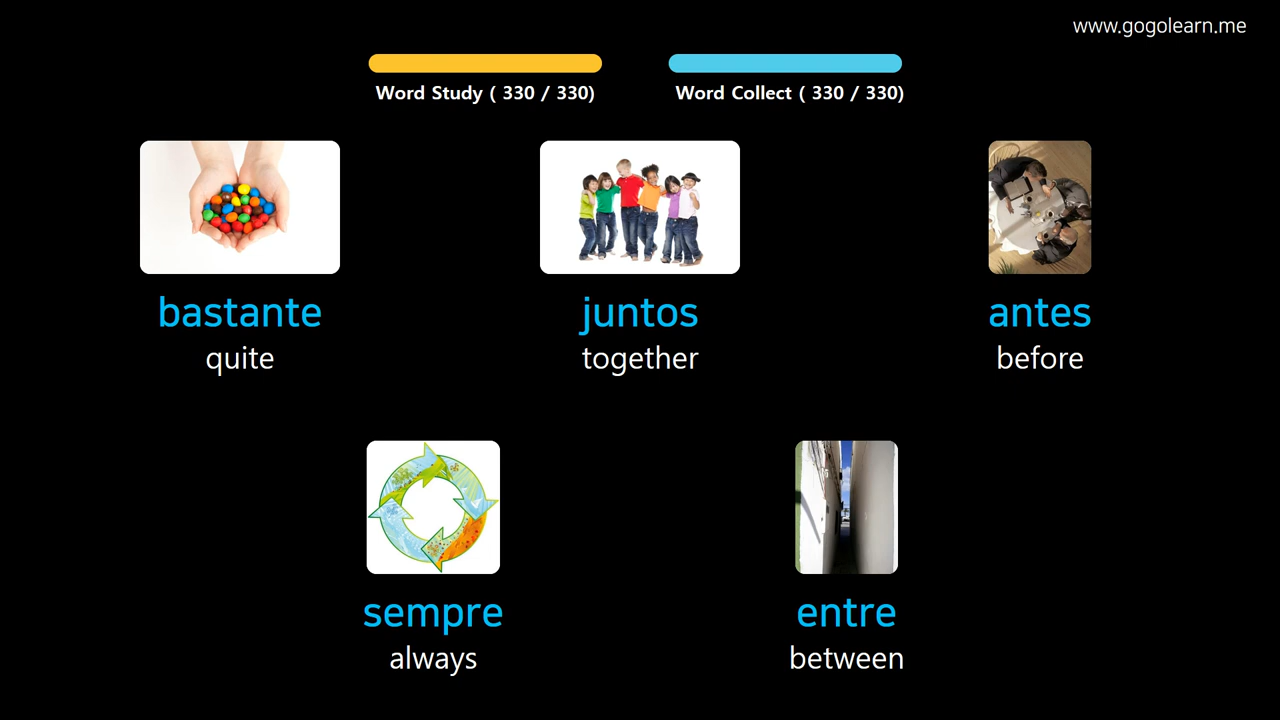 www.gogolearn.me
Word Study ( 330 / 330)
Word Collect ( 330 / 330)
bastante
quite
juntos
together
antes
before
sempre
always
entre
between